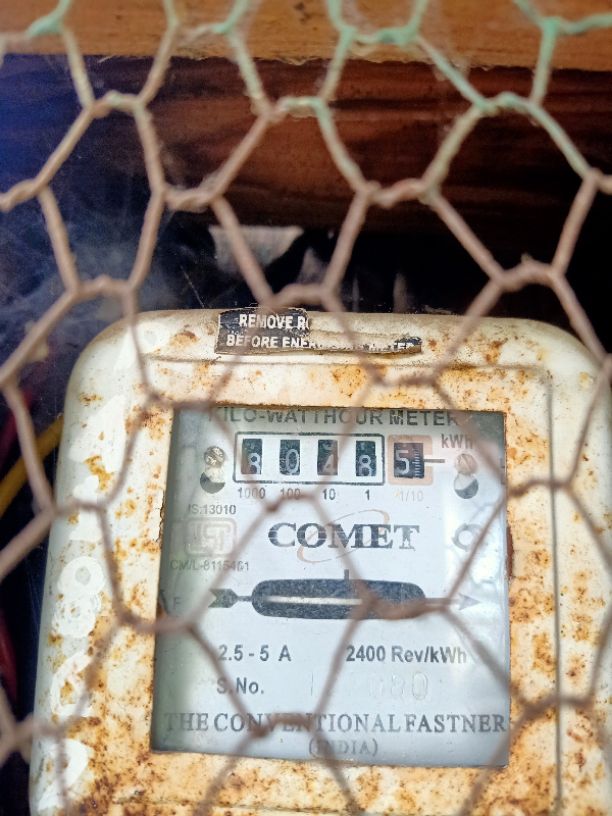 REMOVE
BEFORE
KILO-WATTHOUR METER
kWh
8 0 4 8 5
1000 100 10 1 1/10
IS:13010
CM/L-8115461
COMET
F
2.5 - 5 A 2400 Rev/kWh
S.No.
THE CONVENTIONAL FASTNER
(INDIA)